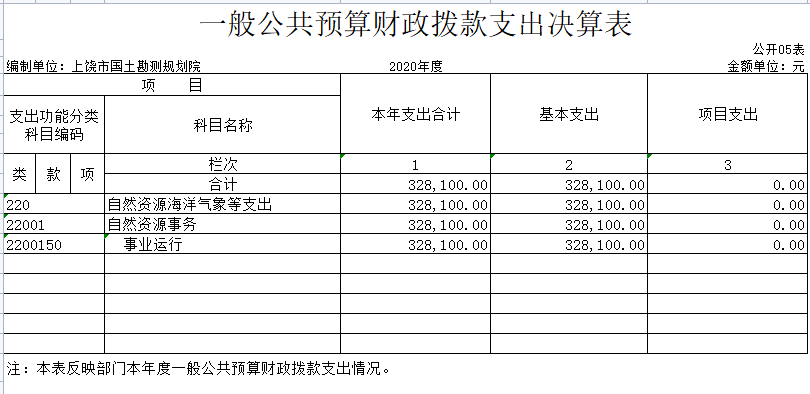 一般公共预算财政拨款支出决算表
公开05表
编制单位：上饶市国土勘测规划院 2020年度 金额单位：元
项 目 本年支出合计 基本支出 项目支出
支出功能分类科目编码 科目名称
类 款 项 栏次 1 2 3
合计 328,100.00 328,100.00 0.00
220 自然资源海洋气象等支出 328,100.00 328,100.00 0.00
22001 自然资源事务 328,100.00 328,100.00 0.00
2200150 事业运行 328,100.00 328,100.00 0.00
注：本表反映部门本年度一般公共预算财政拨款支出情况。